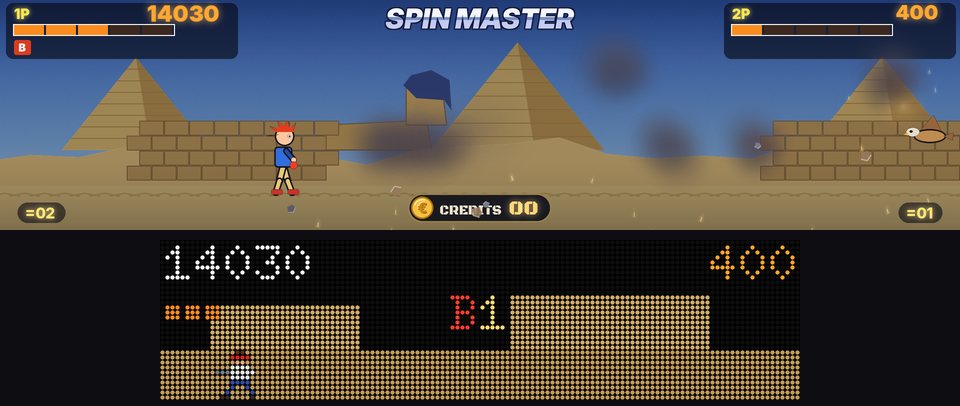 1P 14030
SPIN MASTER
2P 400
B
=02
CREDITS 00
=01
14030
400
B1